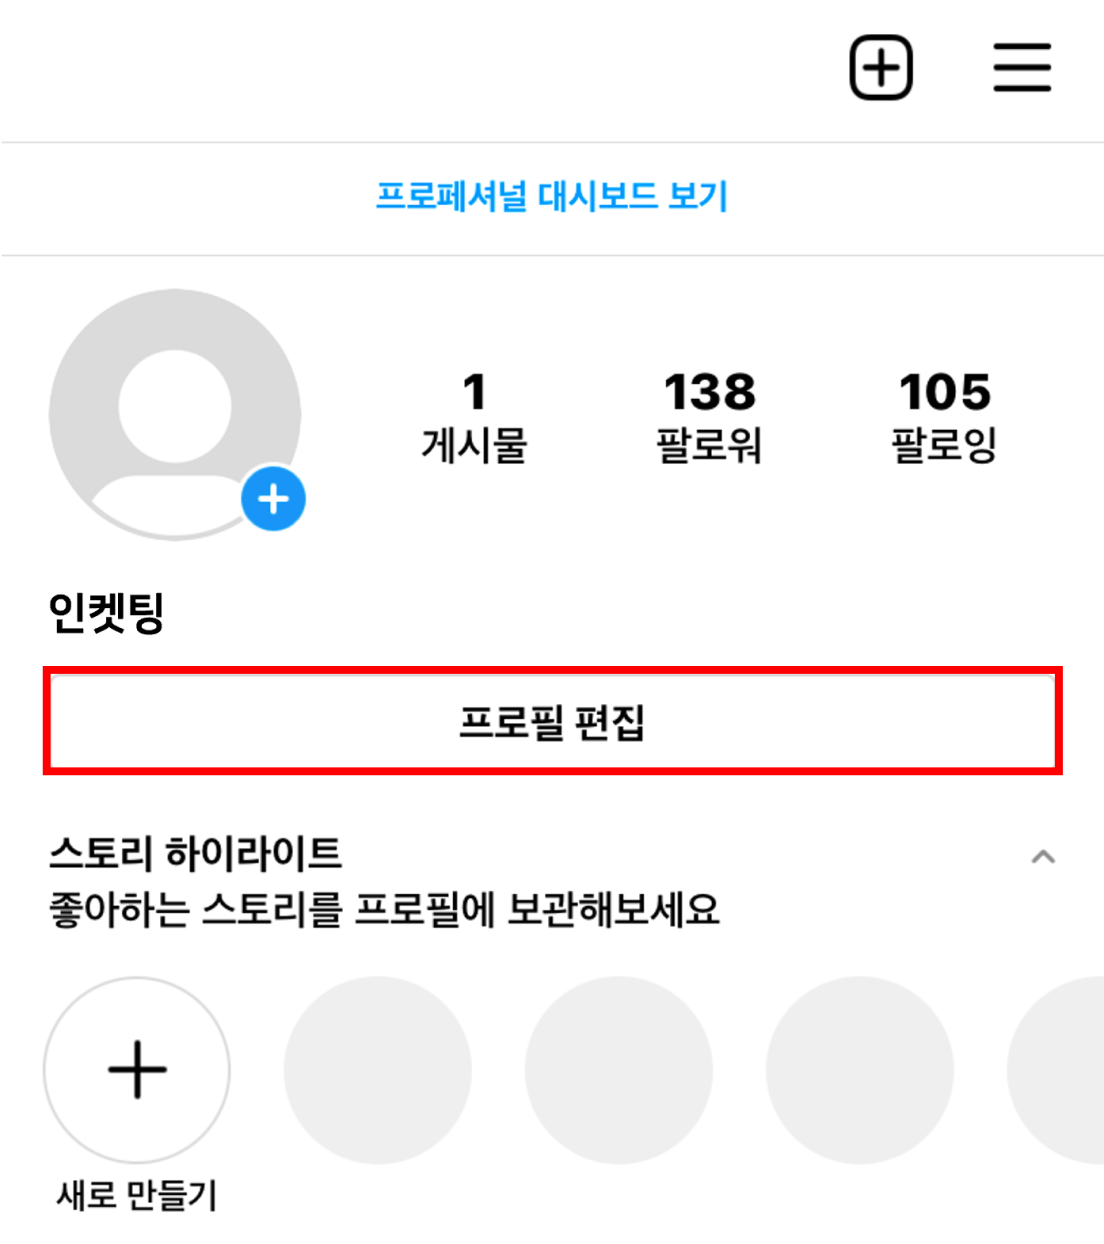 프로페셔널 대시보드 보기
1 138 105
게시물 팔로워 팔로잉
인켓팅
프로필 편집
스토리 하이라이트
좋아하는 스토리를 프로필에 보관해보세요
새로 만들기